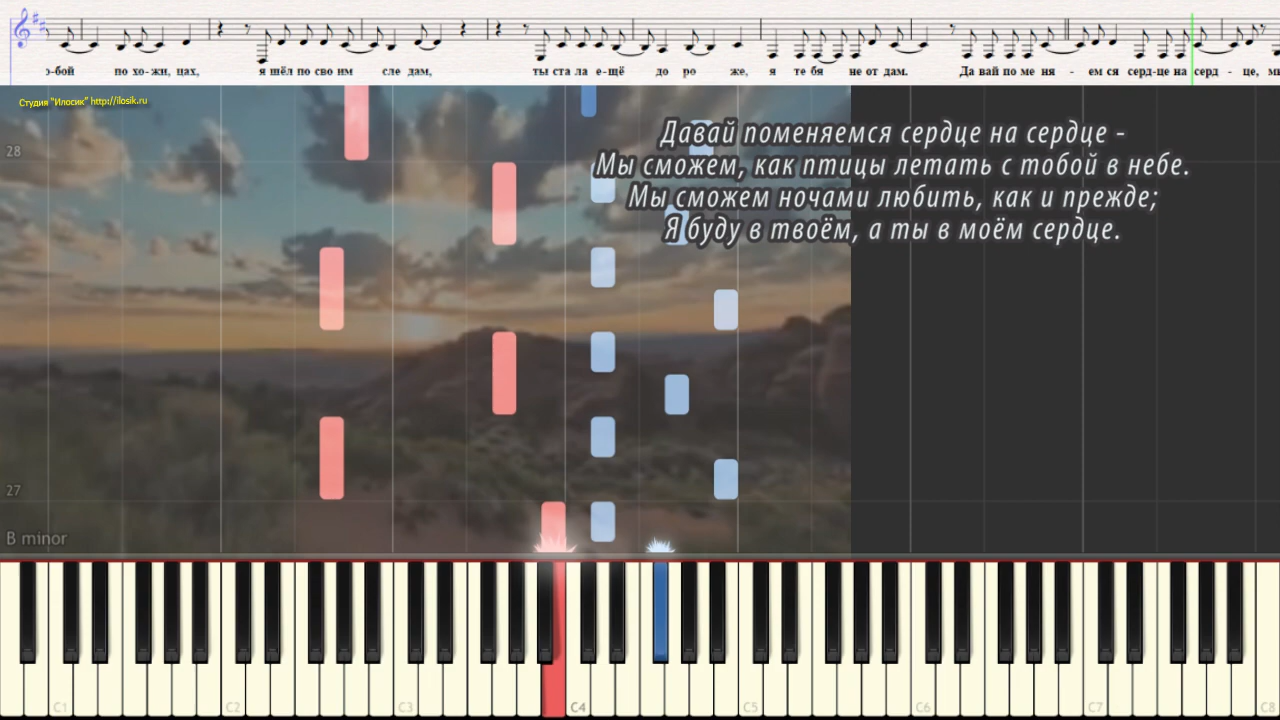 о-бой по хо-жи, цах, я шёл по сво им сле дам, ты ста ла е-щё до ро же, я те бя не от дам. Да вай по ме ня - ем ся серд-це на серд - це,
Студия "Илосик" http://ilosik.ru
Давай поменяемся сердце на сердце -
Мы сможем, как птицы летать с тобой в небе.
Мы сможем ночами любить, как и прежде;
Я буду в твоём, а ты в моём сердце.
28
27
B minor
C1 C2 C3 C4 C5 C6 C7 C8